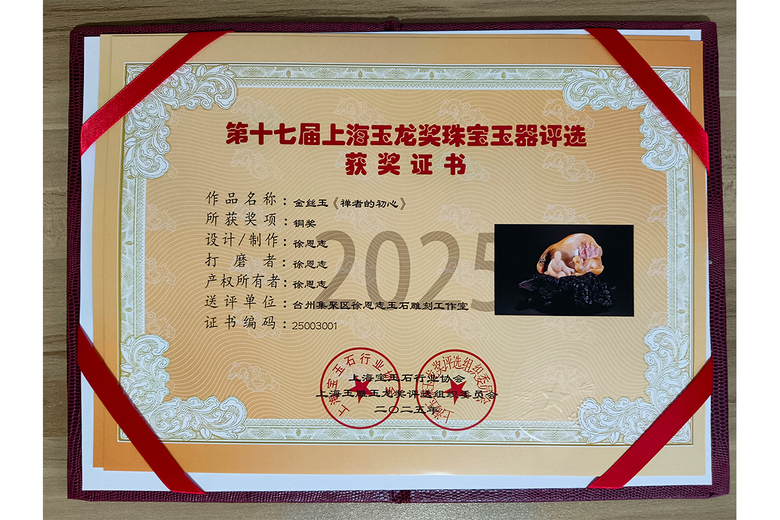 第十七届上海玉龙奖珠宝玉器评选
获奖证书
作品名称：金丝玉《禅者的初心》
所获奖项：铜奖
设计/制作：徐恩志
打磨者：徐恩志
产权所有者：徐恩志
送评单位：台州集聚区徐恩志玉石雕刻工作室
证书编码：25003001
2025
上海宝玉石行业协会
上海玉雕玉龙奖评选组织委员会
二〇二五年